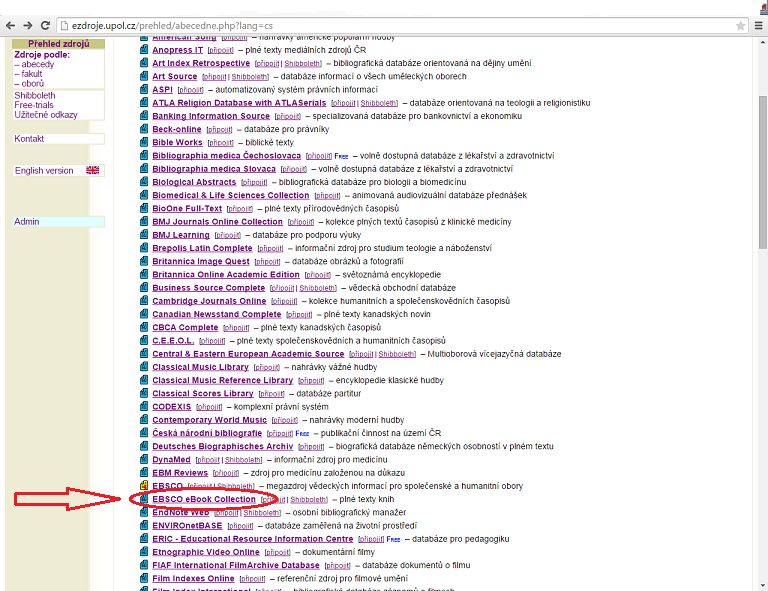 ezdroje.upol.cz/prehled/abecedne.php?lang=cs
Přehled zdrojů
Zdroje podle:
– abecedy
– fakult
– oborů
Shibboleth
Free-trials
Užitečné odkazy
Kontakt
English version
Admin
American Song [připojit] – nahrávky americké populární hudby
Anopress IT [připojit] – plné texty mediálních zdrojů ČR
Art Index Retrospective [připojit | Shibboleth] – bibliografická databáze orientovaná na dějiny umění
Art Source [připojit | Shibboleth] – databáze informací o všech uměleckých oborech
ASPI [připojit] – automatizovaný systém právních informací
ATLA Religion Database with ATLASerials [připojit | Shibboleth] – databáze orientovaná na teologii a religionistiku
Banking Information Source [připojit] – specializovaná databáze pro bankovnictví a ekonomiku
Beck-online [připojit] – databáze pro právníky
Bible Works [připojit] – biblické texty
Bibliographia medica Čechoslovaca [připojit] Free – volně dostupná databáze z lékařství a zdravotnictví
Bibliographia medica Slovaca [připojit] – volně dostupná databáze z lékařství a zdravotnictví
Biological Abstracts [připojit] – bibliografická databáze pro biologii a biomedicínu
Biomedical & Life Sciences Collection [připojit] – animovaná audiovizuální databáze přednášek
BioOne Full-Text [připojit] – plné texty přírodovědných časopisů
BMJ Journals Online Collection [připojit] – kolekce plných textů časopisů z klinické medicíny
BMJ Learning [připojit] – databáze pro podporu výuky
Brepolis Latin Complete [připojit] – informační zdroj pro studium teologie a náboženství
Britannica Image Quest [připojit] – databáze obrázků a fotografií
Britannica Online Academic Edition [připojit] – světoznámá encyklopedie
Business Source Complete [připojit | Shibboleth] – vědecká obchodní databáze
Cambridge Journals Online [připojit] – kolekce humanitních a společenskovědních časopisů
Canadian Newsstand Complete [připojit] – plné texty kanadských novin
CBCA Complete [připojit] – plné texty kanadských časopisů
C.E.E.O.L. [připojit] – plné texty společenskovědních a humanitních časopisů
Central & Eastern European Academic Source [připojit | Shibboleth] – Multioborová vícejazyčná databáze
Classical Music Library [připojit] – nahrávky vážné hudby
Classical Music Reference Library [připojit] – encyklopedie klasické hudby
Classical Scores Library [připojit] – databáze partitur
CODEXIS [připojit] – komplexní právní systém
Contemporary World Music [připojit] – nahrávky moderní hudby
Česká národní bibliografie [připojit] Free – publikační činnost na území ČR
Deutsches Biographisches Archiv [připojit] – biografická databáze německých osobností v plném textu
DynaMed [připojit | Shibboleth] – informační zdroj pro medicínu
EBM Reviews [připojit] – zdroj pro medicínu založenou na důkazu
EBSCO [připojit | Shibboleth] – megazdroj vědeckých informací pro společenské a humanitní obory
EBSCO eBook Collection [připojit | Shibboleth] – plné texty knih
EndNote Web [připojit | Shibboleth] – osobní bibliografický manažer
ENVIROnetBASE [připojit] – databáze zaměřená na životní prostředí
ERIC - Educational Resource Information Centre [připojit] Free – databáze pro pedagogiku
Etnographic Video Online [připojit] – dokumentární filmy
FIAF International FilmArchive Database [připojit] – databáze dokumentů o filmu
Film Indexes Online [připojit] – referenční zdroj pro filmové umění
Film Index International [připojit] – bibliografická databáze záznamů o filmech